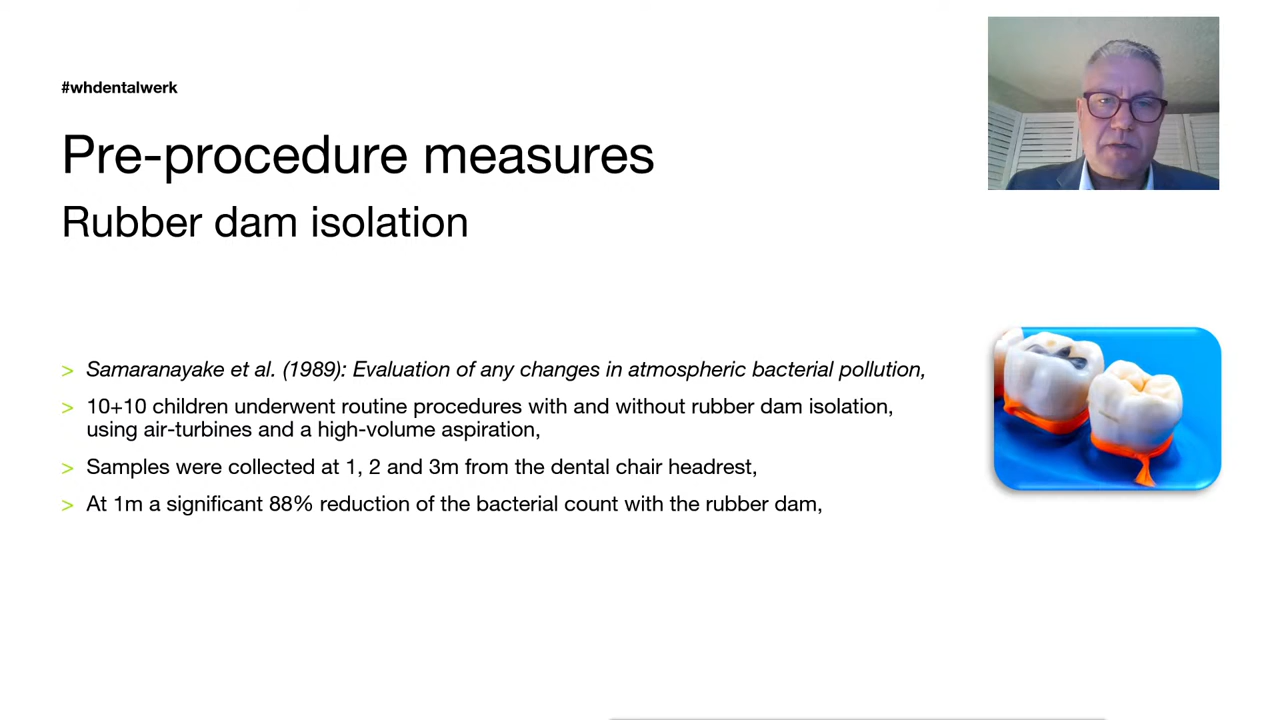 #whdentalwerk
Pre-procedure measures
Rubber dam isolation
> Samaranayake et al. (1989): Evaluation of any changes in atmospheric bacterial pollution,
> 10+10 children underwent routine procedures with and without rubber dam isolation,
using air-turbines and a high-volume aspiration,
> Samples were collected at 1, 2 and 3m from the dental chair headrest,
> At 1m a significant 88% reduction of the bacterial count with the rubber dam,